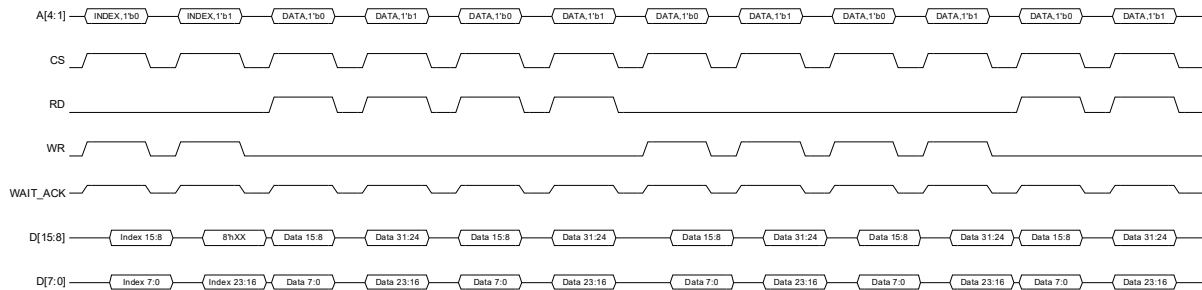 A[4:1] INDEX,1'b0 INDEX,1'b1 DATA,1'b0 DATA,1'b1 DATA,1'b0 DATA,1'b1 DATA,1'b0 DATA,1'b1 DATA,1'b0 DATA,1'b1 DATA,1'b0 DATA,1'b1
CS
RD
WR
WAIT_ACK
D[15:8] Index 15:8 8'hXX Data 15:8 Data 31:24 Data 15:8 Data 31:24 Data 15:8 Data 31:24 Data 15:8 Data 31:24 Data 15:8 Data 31:24
D[7:0] Index 7:0 Index 23:16 Data 7:0 Data 23:16 Data 7:0 Data 23:16 Data 7:0 Data 23:16 Data 7:0 Data 23:16 Data 7:0 Data 23:16